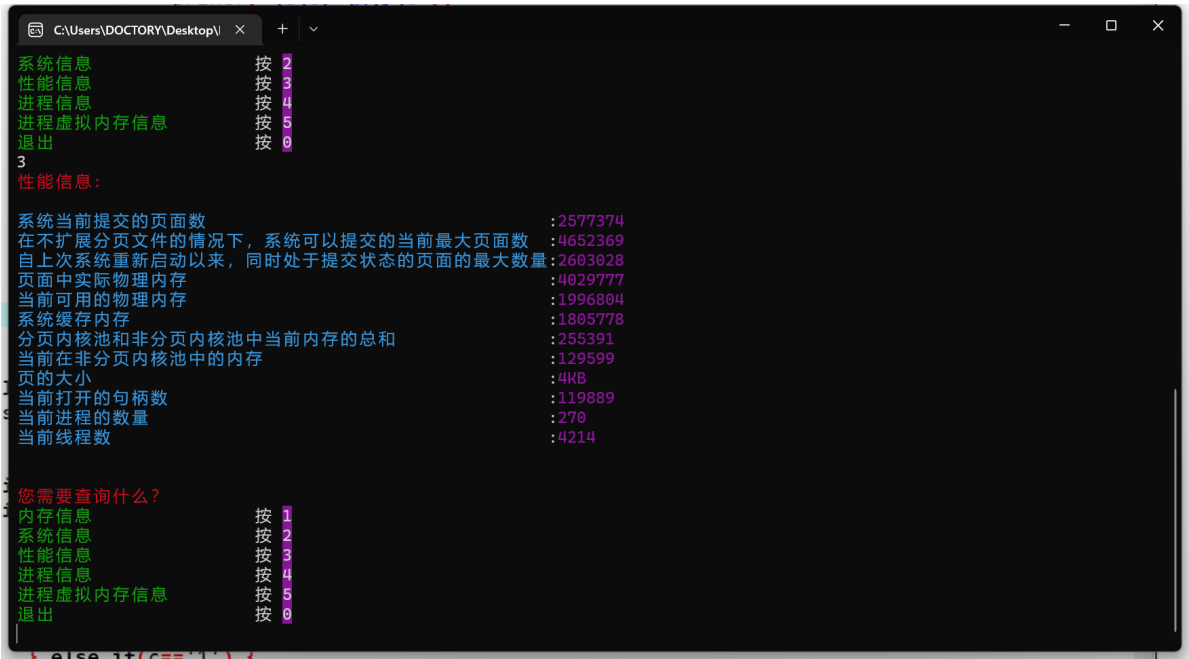 C:\Users\DOCTORY\Desktop\
系统信息 按 2
性能信息 按 3
进程信息 按 4
进程虚拟内存信息 按 5
退出 按 0
3
性能信息:
系统当前提交的页面数 :2577374
在不扩展分页文件的情况下，系统可以提交的当前最大页面数 :4652369
自上次系统重新启动以来，同时处于提交状态的页面的最大数量:2603028
页面中实际物理内存 :4029777
当前可用的物理内存 :1996804
系统缓存内存 :1805778
分页内核池和非分页内核池中当前内存的总和 :255391
当前在非分页内核池中的内存 :129599
页的大小 :4KB
当前打开的句柄数 :119889
当前进程的数量 :270
当前线程数 :4214
您需要查询什么？
内存信息 按 1
系统信息 按 2
性能信息 按 3
进程信息 按 4
进程虚拟内存信息 按 5
退出 按 0
} else if(c=='1') {